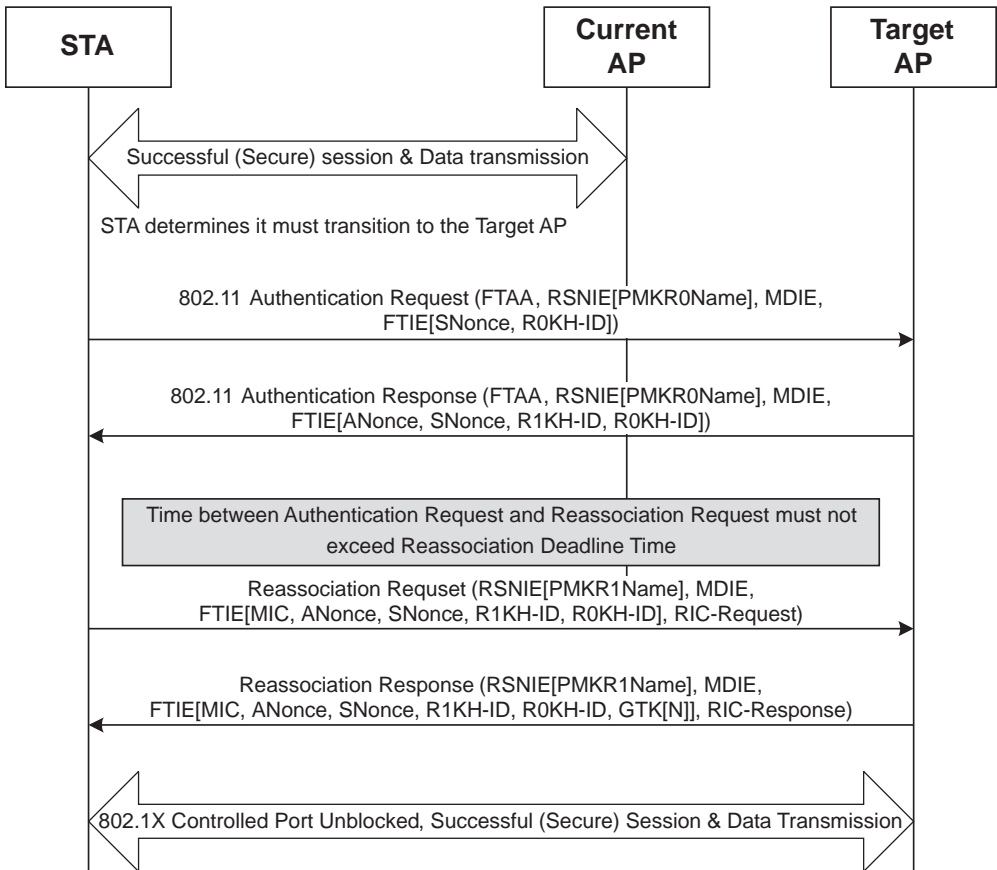 STA
Current
AP
Target
AP
Successful (Secure) session & Data transmission
STA determines it must transition to the Target AP
802.11 Authentication Request (FTAA, RSNIE[PMKR0Name], MDIE,
FTIE[SNonce, R0KH-ID])
802.11 Authentication Response (FTAA, RSNIE[PMKR0Name], MDIE,
FTIE[ANonce, SNonce, R1KH-ID, R0KH-ID])
Time between Authentication Request and Reassociation Request must not
exceed Reassociation Deadline Time
Reassociation Requset (RSNIE[PMKR1Name], MDIE,
FTIE[MIC, ANonce, SNonce, R1KH-ID, R0KH-ID], RIC-Request)
Reassociation Response (RSNIE[PMKR1Name], MDIE,
FTIE[MIC, ANonce, SNonce, R1KH-ID, R0KH-ID, GTK[N]], RIC-Response)
802.1X Controlled Port Unblocked, Successful (Secure) Session & Data Transmission